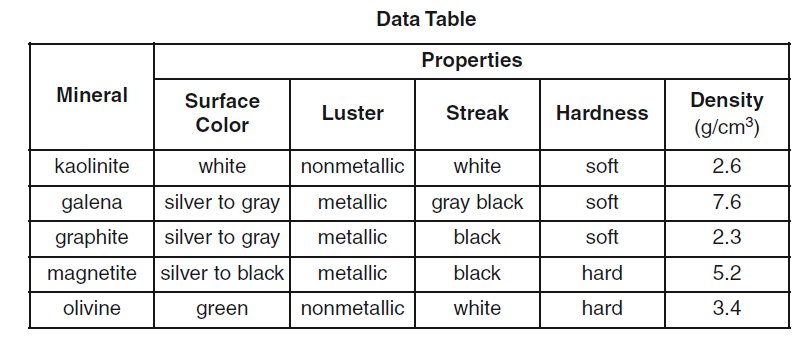 Data Table
Mineral
Properties
Surface Color
Luster
Streak
Hardness
Density (g/cm³)
kaolinite white nonmetallic white soft 2.6
galena silver to gray metallic gray black soft 7.6
graphite silver to gray metallic black soft 2.3
magnetite silver to black metallic black hard 5.2
olivine green nonmetallic white hard 3.4